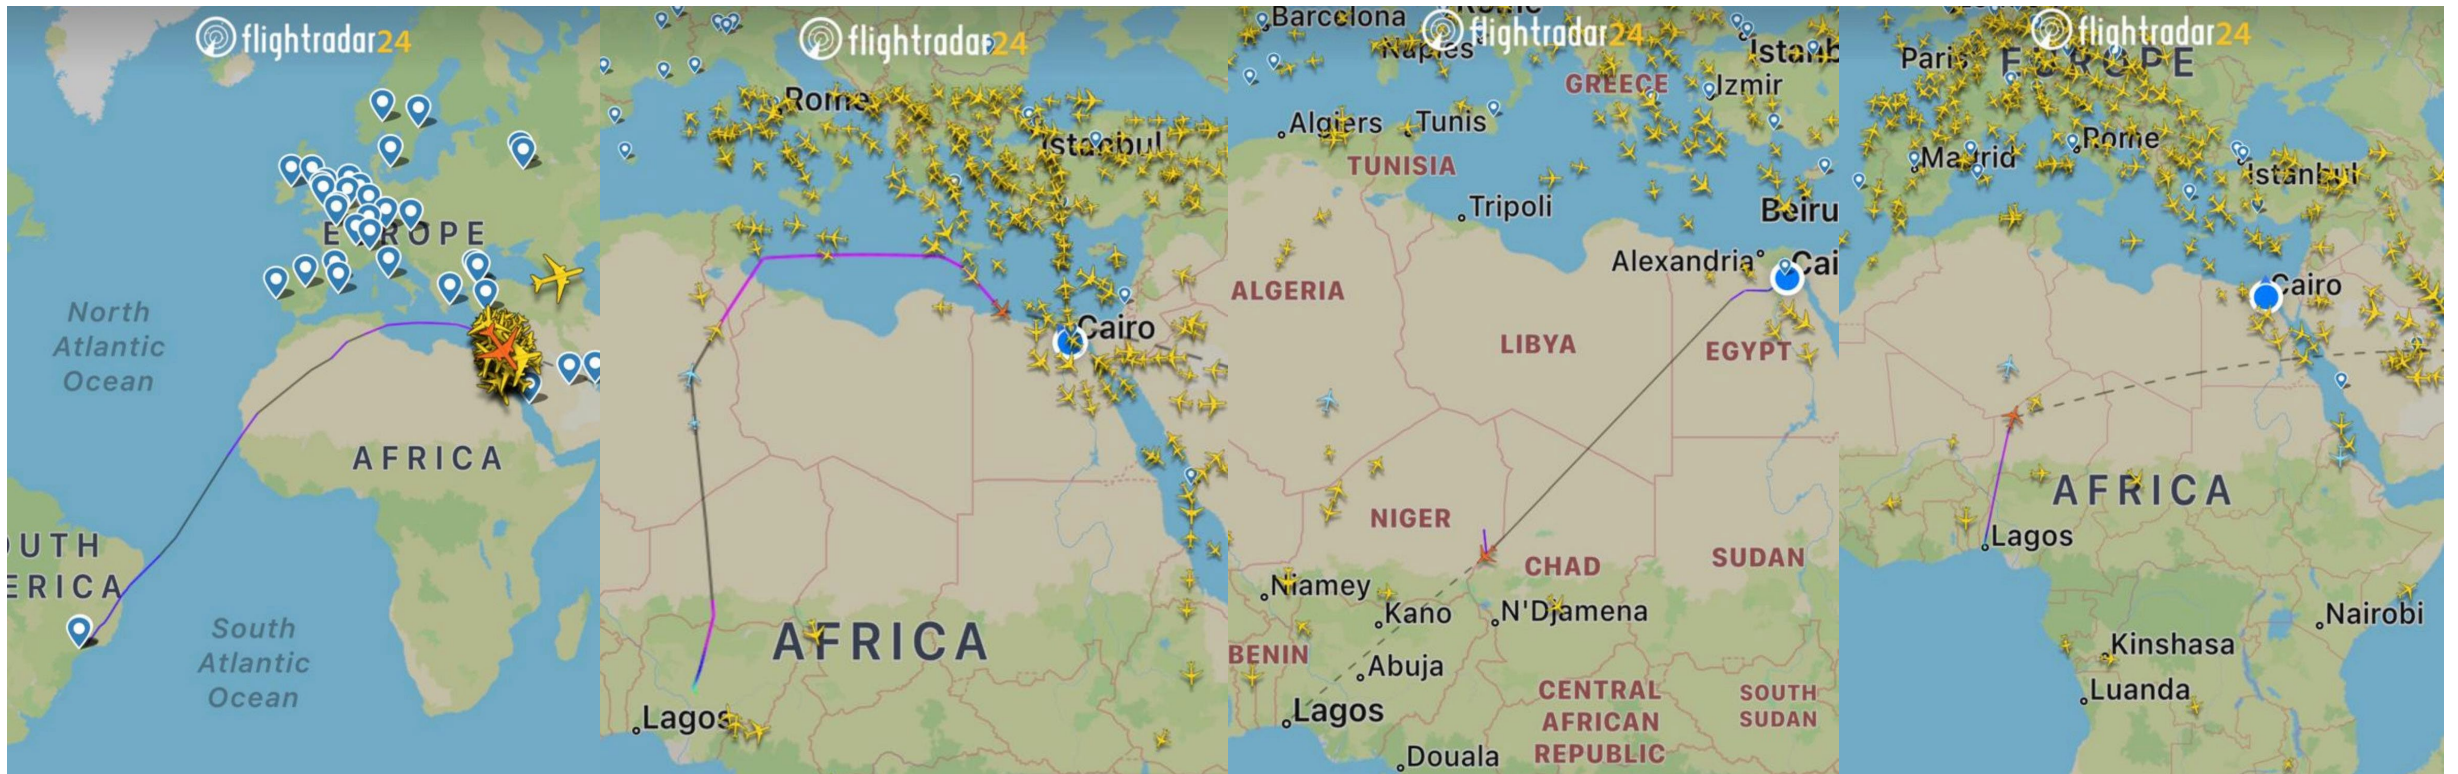 flightradar24
EUROPE
North
Atlantic
Ocean
AFRICA
OUTH
ERICA
South
Atlantic
Ocean
flightradar24
Rome
Istanbul
Cairo
AFRICA
Lagos
Barcelona
Rome
flightradar24
Naples
Istanb
GREECE
Izmir
Algiers
Tunis
TUNISIA
Tripoli
Beiru
Alexandria
Cai
ALGERIA
LIBYA
EGYPT
NIGER
CHAD
SUDAN
Niamey
Kano
N'Djamena
BENIN
Abuja
Lagos
CENTRAL
AFRICAN
REPUBLIC
SOUTH
SUDAN
Douala
flightradar24
Paris
EUROPE
Madrid
Rome
Istanbul
Cairo
AFRICA
Lagos
Nairobi
Kinshasa
Luanda